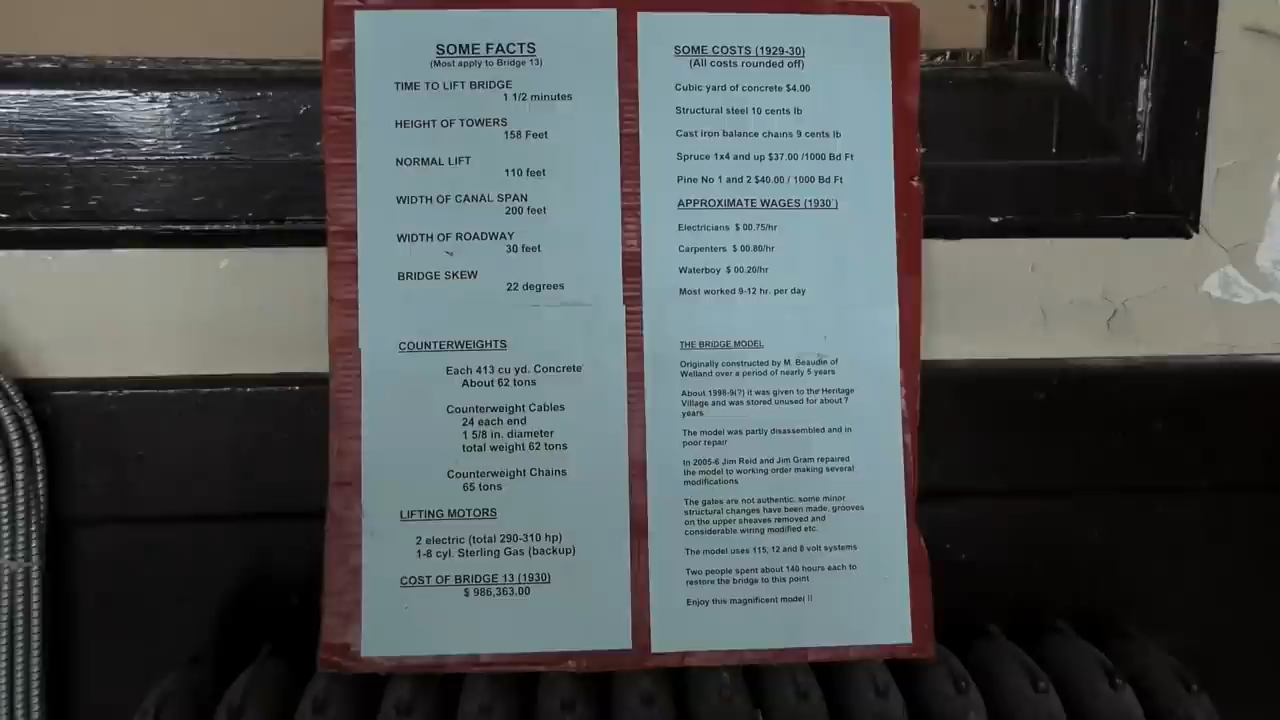 SOME FACTS
(Most apply to Bridge 13)
TIME TO LIFT BRIDGE
1 1/2 minutes
HEIGHT OF TOWERS
158 Feet
NORMAL LIFT
110 feet
WIDTH OF CANAL SPAN
200 feet
WIDTH OF ROADWAY
30 feet
BRIDGE SKEW
22 degrees
COUNTERWEIGHTS
Each 413 cu yd. Concrete
About 62 tons
Counterweight Cables
24 each end
1 5/8 in. diameter
total weight 62 tons
Counterweight Chains
65 tons
LIFTING MOTORS
2 electric (total 290-310 hp)
1-8 cyl. Sterling Gas (backup)
COST OF BRIDGE 13 (1930)
$ 986,363.00
SOME COSTS (1929-30)
(All costs rounded off)
Cubic yard of concrete $4.00
Structural steel 10 cents lb
Cast iron balance chains 9 cents lb
Spruce 1x4 and up $37.00 /1000 Bd Ft
Pine No 1 and 2 $40.00 / 1000 Bd Ft
APPROXIMATE WAGES (1930)
Electricians $ 00.75/hr
Carpenters $ 00.80/hr
Waterboy $ 00.20/hr
Most worked 9-12 hr. per day
THE BRIDGE MODEL
Originally constructed by M. Beaudin of
Welland over a period of nearly 5 years
About 1998-9(?) it was given to the Heritage
Village and was stored unused for about 7
years
The model was partly disassembled and in
poor repair
In 2005-6 Jim Reid and Jim Gram repaired
the model to working order making several
modifications
The gates are not authentic, some minor
structural changes have been made, grooves
on the upper sheaves removed and
considerable wiring modified etc.
The model uses 115, 12 and 8 volt systems
Two people spent about 140 hours each to
restore the bridge to this point
Enjoy this magnificent model !!